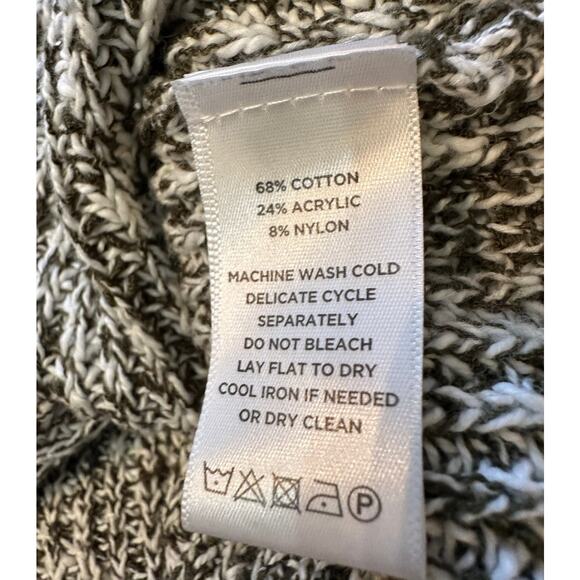 68% COTTON
24% ACRYLIC
8% NYLON
MACHINE WASH COLD
DELICATE CYCLE
SEPARATELY
DO NOT BLEACH
LAY FLAT TO DRY
COOL IRON IF NEEDED
OR DRY CLEAN
P